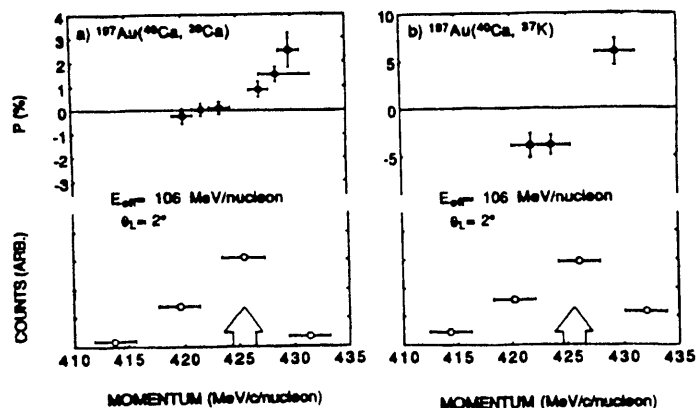 a) ¹⁹⁷Au(⁴⁰Ca, ³⁹Ca)
b) ¹⁹⁷Au(⁴⁰Ca, ³⁷K)
P (%)
4
3
2
1
0
-1
-2
-3
10
5
0
-5
E_eff= 106 MeV/nucleon
θ_L= 2°
E_eff= 106 MeV/nucleon
θ_L= 2°
COUNTS (ARB.)
410 415 420 425 430 435
410 415 420 425 430 435
MOMENTUM (MeV/c/nucleon)
MOMENTUM (MeV/c/nucleon)